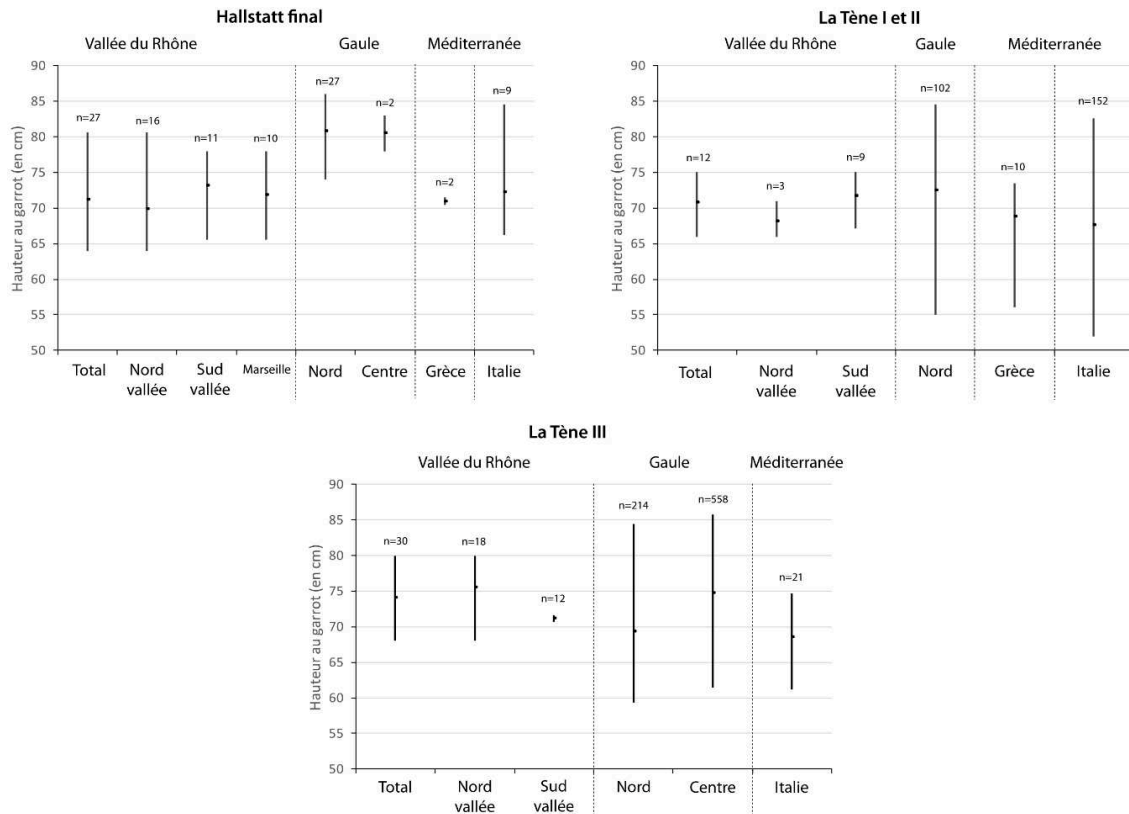 Hallstatt final
Vallée du Rhône
Gaule
Méditerranée
Hauteur au garrot (en cm)
90
85
80
75
70
65
60
55
50
n=27
n=16
n=11
n=10
n=27
n=2
n=2
n=9
Total
Nord vallée
Sud vallée
Marseille
Nord
Centre
Grèce
Italie
La Tène I et II
Vallée du Rhône
Gaule
Méditerranée
Hauteur au garrot (en cm)
90
85
80
75
70
65
60
55
50
n=12
n=3
n=9
n=102
n=10
n=152
Total
Nord vallée
Sud vallée
Nord
Grèce
Italie
La Tène III
Vallée du Rhône
Gaule
Méditerranée
Hauteur au garrot (en cm)
90
85
80
75
70
65
60
55
50
n=30
n=18
n=12
n=214
n=558
n=21
Total
Nord vallée
Sud vallée
Nord
Centre
Italie